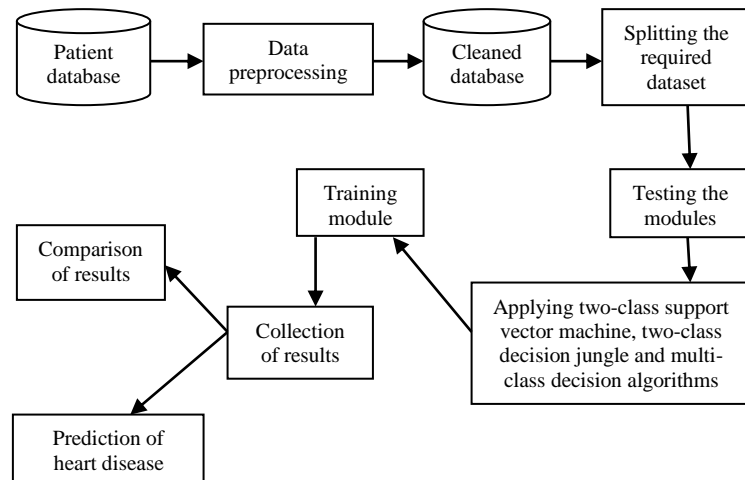 Patient
database
Data
preprocessing
Cleaned
database
Splitting the
required
dataset
Testing the
modules
Applying two-class support
vector machine, two-class
decision jungle and multi-
class decision algorithms
Training
module
Collection
of results
Comparison
of results
Prediction of
heart disease